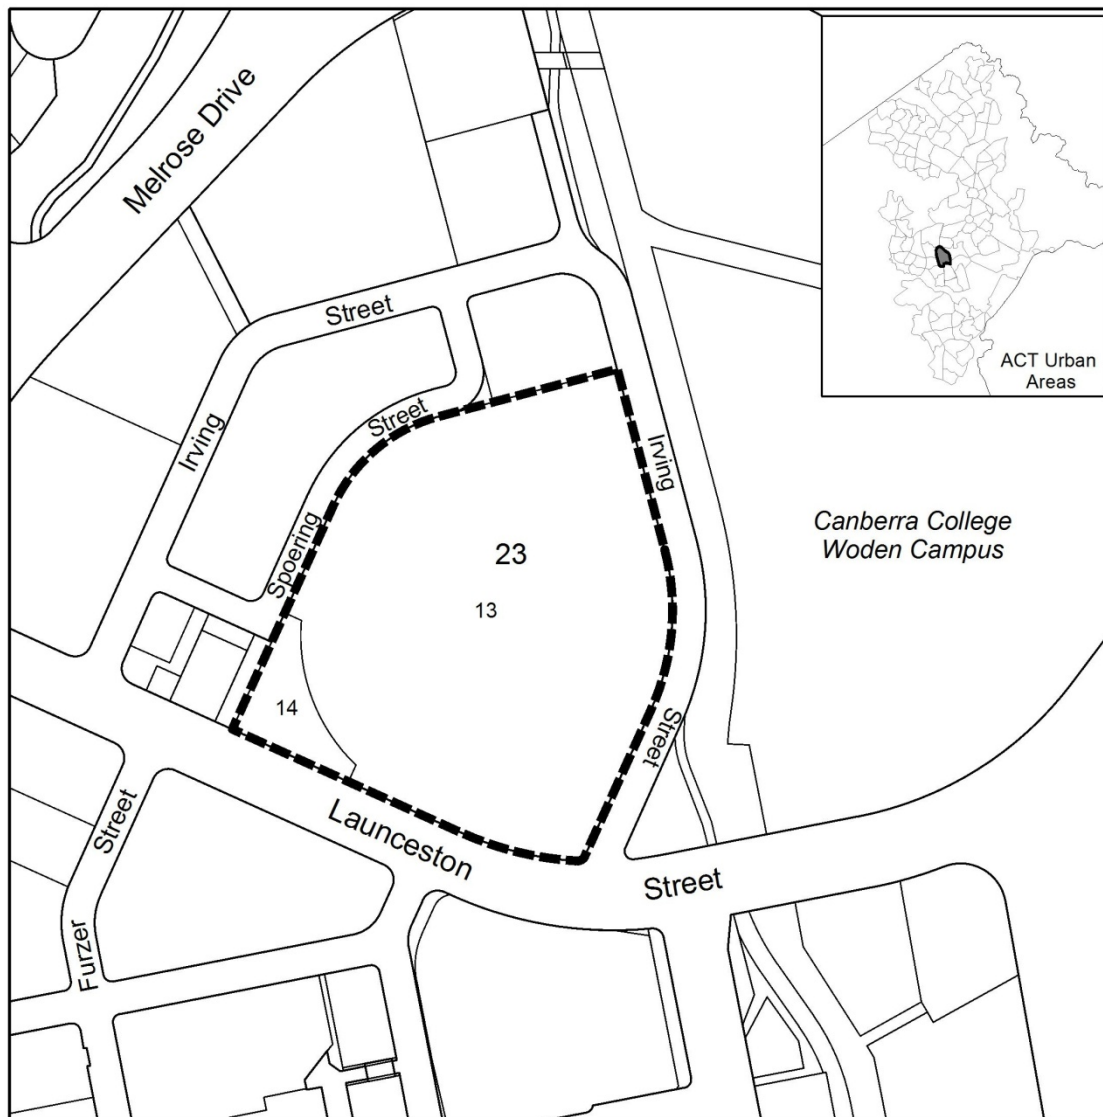 Melrose Drive
ACT Urban
Areas
Street
Street
Irving
Irving
Canberra College
Woden Campus
23
Spoering
13
14
Street
Launceston
Street
Street
Furzer